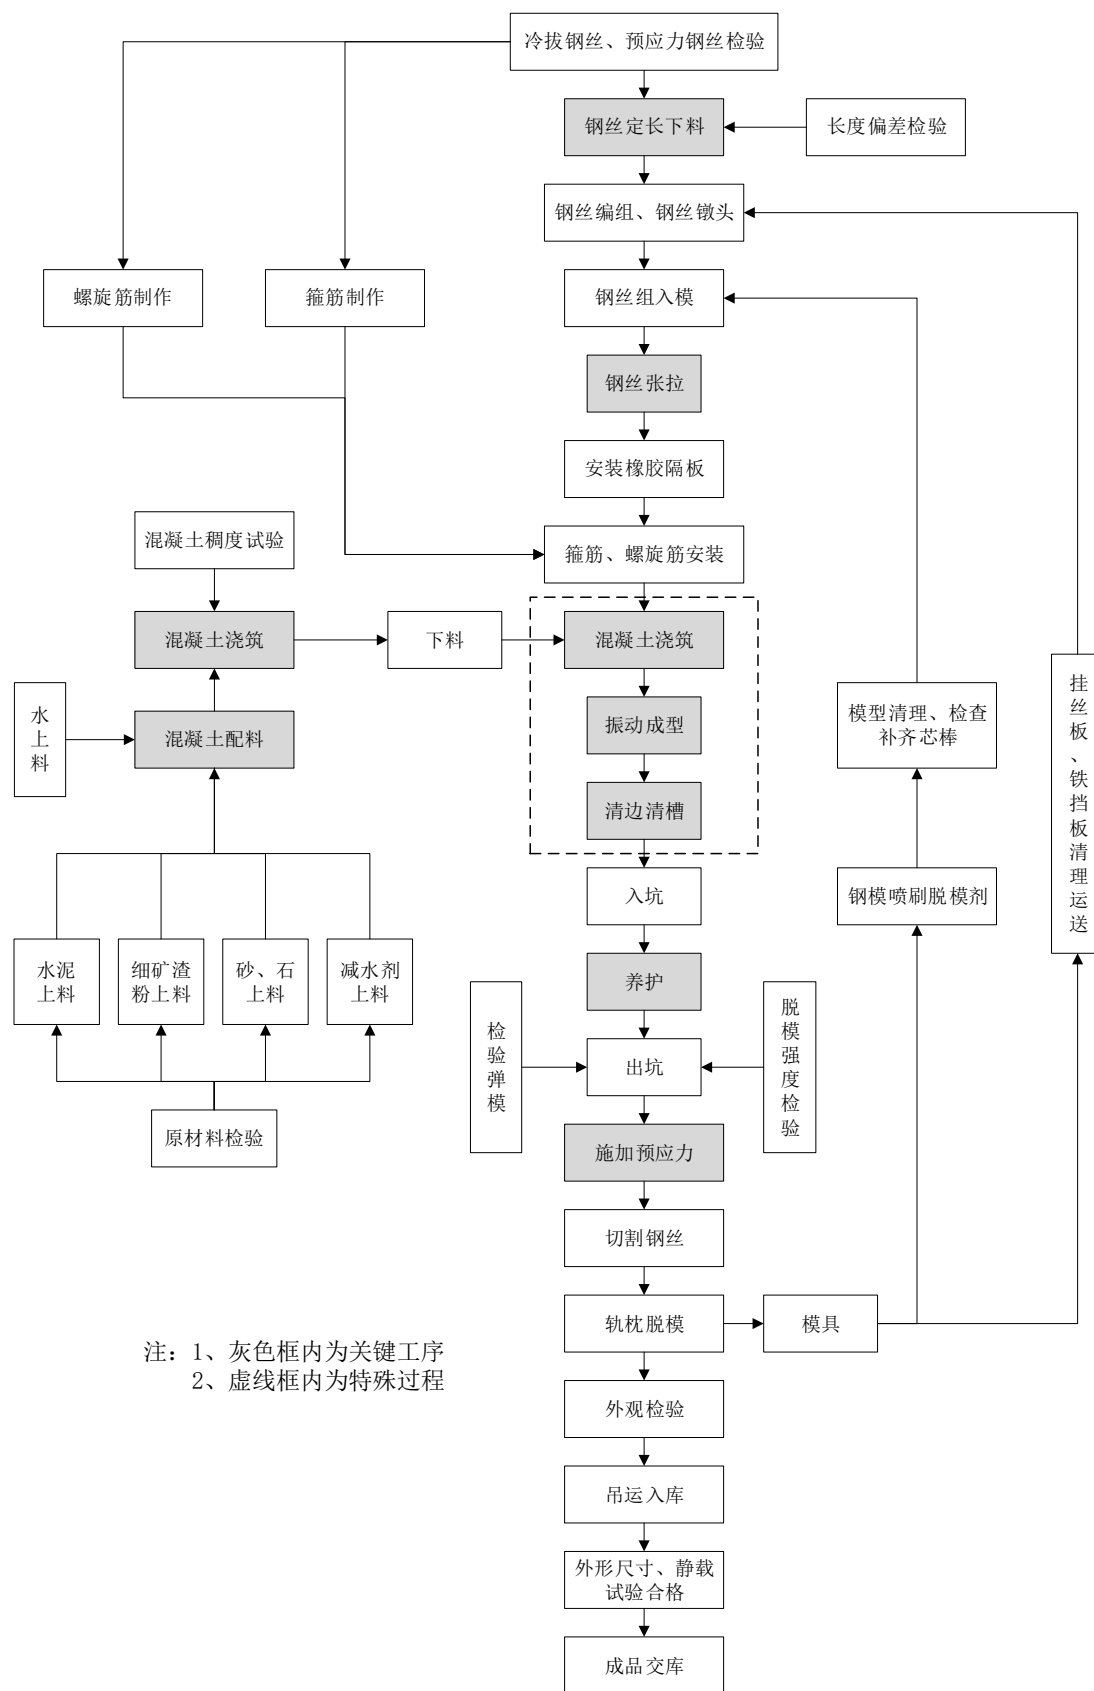 冷拔钢丝、预应力钢丝检验
钢丝定长下料
长度偏差检验
钢丝编组、钢丝镦头
螺旋筋制作
箍筋制作
钢丝组入模
钢丝张拉
安装橡胶隔板
混凝土稠度试验
箍筋、螺旋筋安装
混凝土浇筑
下料
混凝土浇筑
水上料
混凝土配料
振动成型
模型清理、检查
补齐芯棒
挂丝板、铁挡板清理运送
清边清槽
入坑
钢模喷刷脱模剂
水泥
上料
细矿渣
粉上料
砂、石
上料
减水剂
上料
养护
检验弹模
出坑
脱模强度检验
原材料检验
施加预应力
切割钢丝
轨枕脱模
模具
注：1、灰色框内为关键工序
2、虚线框内为特殊过程
外观检验
吊运入库
外形尺寸、静载
试验合格
成品交库